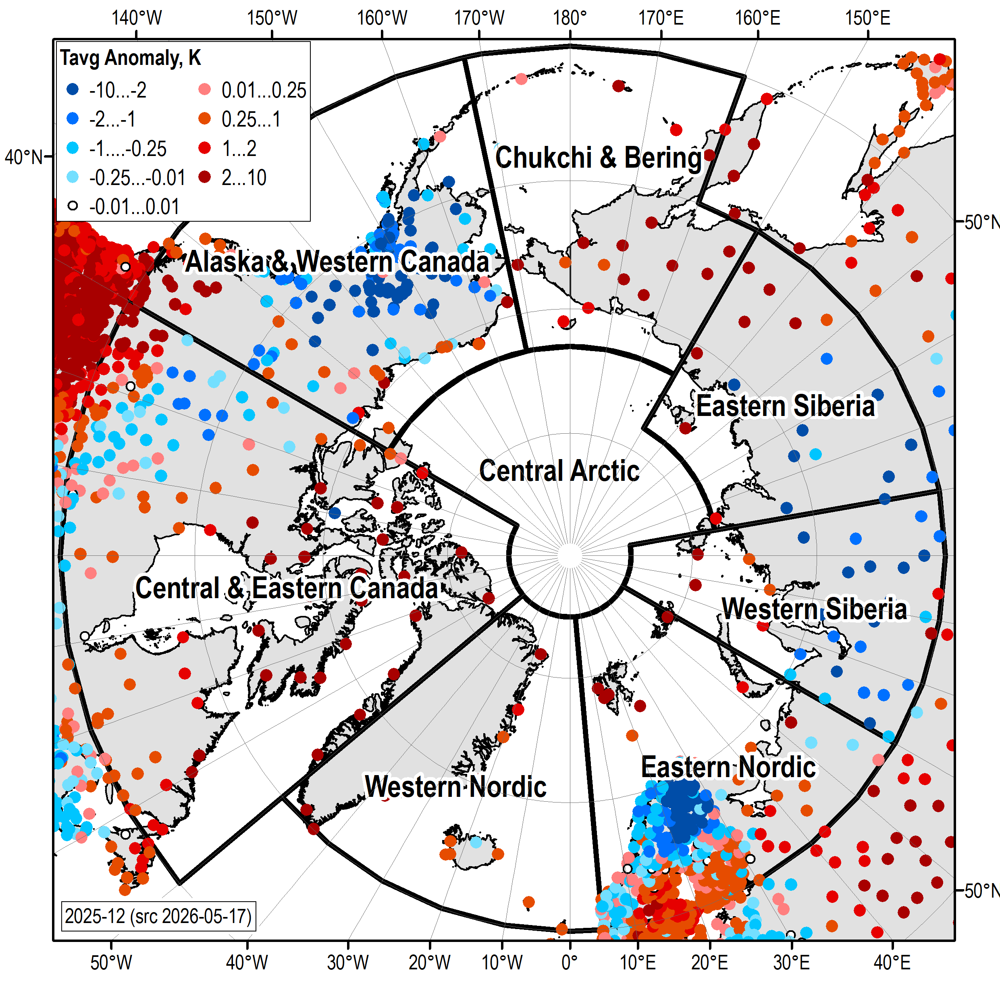 140°W 150°W 160°W 170°W 180° 170°E 160°E 150°E
Tavg Anomaly, K
-10...-2 0.01...0.25
-2...-1 0.25...1
-1....-0.25 1...2
-0.25...-0.01 2...10
-0.01...0.01
40°N
50°N
Chukchi & Bering
Alaska & Western Canada
Eastern Siberia
Central Arctic
Central & Eastern Canada
Western Siberia
Eastern Nordic
Western Nordic
50°N
2025-12 (src 2026-05-17)
50°W 40°W 30°W 20°W 10°W 0° 10°E 20°E 30°E 40°E